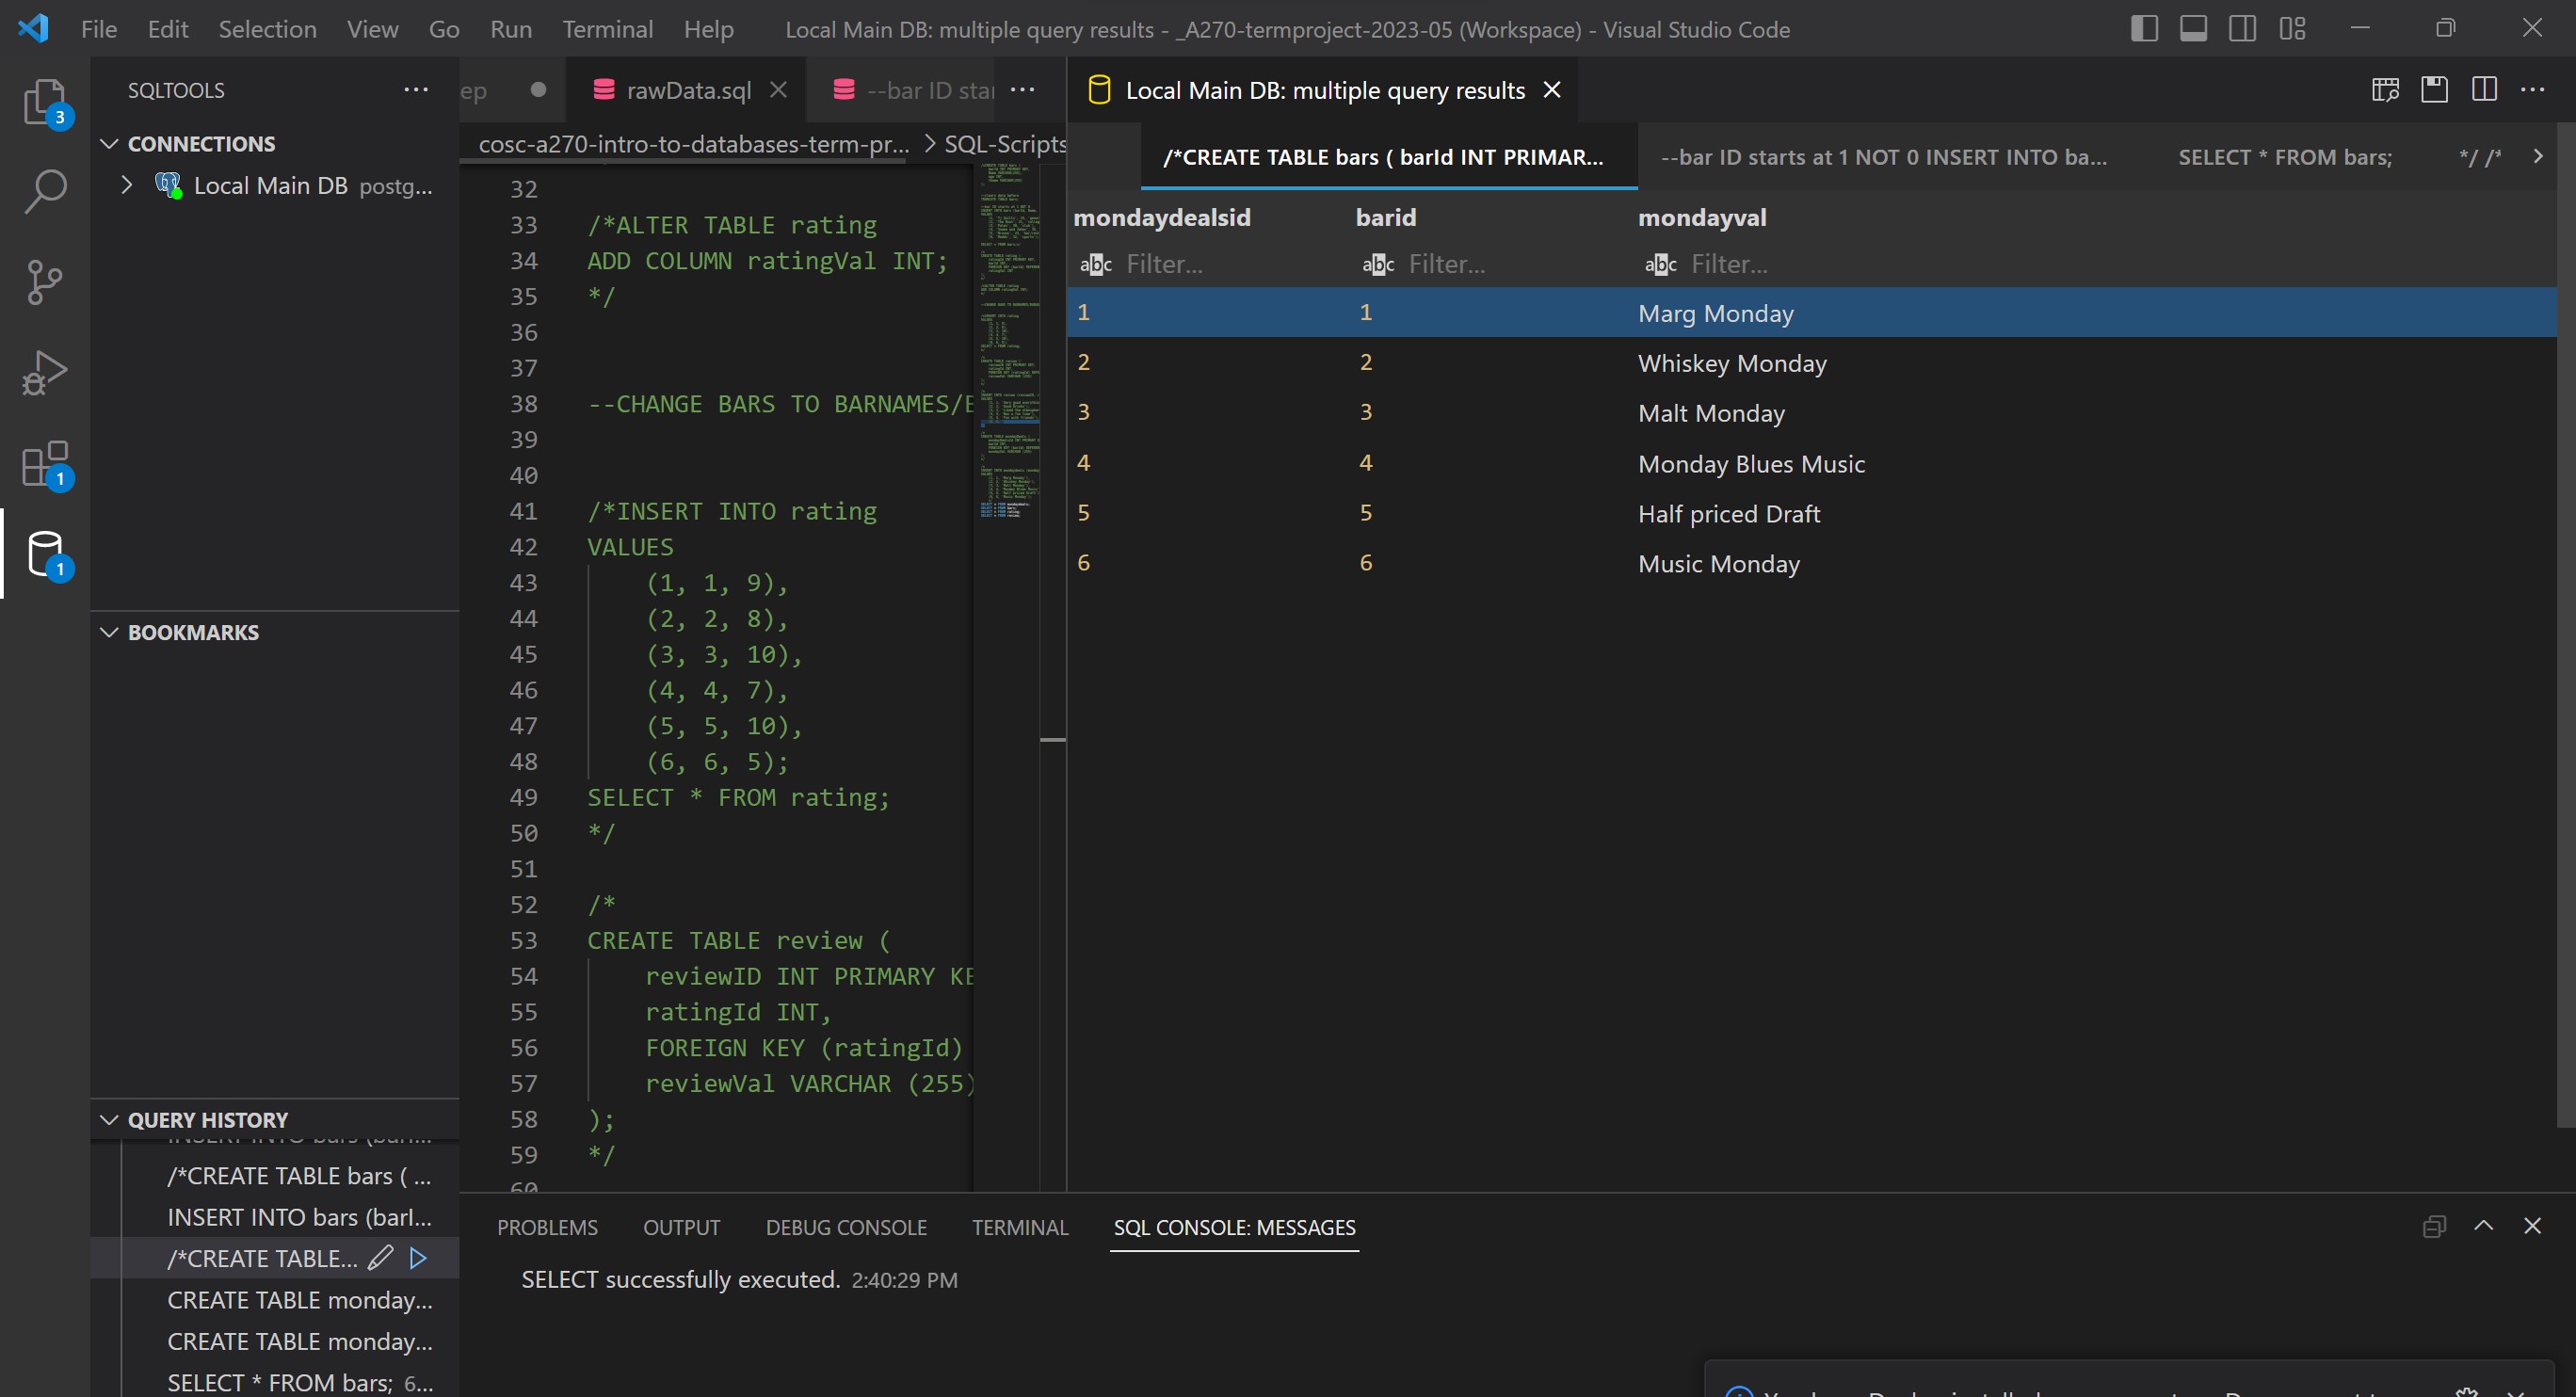 File Edit Selection View Go Run Terminal Help Local Main DB: multiple query results - _A270-termproject-2023-05 (Workspace) - Visual Studio Code
SQLTOOLS
CONNECTIONS
Local Main DB postg...
BOOKMARKS
QUERY HISTORY
/*CREATE TABLE bars ( ...
INSERT INTO bars (barI...
/*CREATE TABLE...
CREATE TABLE monday...
CREATE TABLE monday...
SELECT * FROM bars; 6...
3
1
1
ep
rawData.sql
--bar ID star
cosc-a270-intro-to-databases-term-pr... > SQL-Scripts
32
33 /*ALTER TABLE rating
34 ADD COLUMN ratingVal INT;
35 */
36
37
38 --CHANGE BARS TO BARNAMES/B
39
40
41 /*INSERT INTO rating
42 VALUES
43 (1, 1, 9),
44 (2, 2, 8),
45 (3, 3, 10),
46 (4, 4, 7),
47 (5, 5, 10),
48 (6, 6, 5);
49 SELECT * FROM rating;
50 */
51
52 /*
53 CREATE TABLE review (
54 reviewID INT PRIMARY KE
55 ratingId INT,
56 FOREIGN KEY (ratingId)
57 reviewVal VARCHAR (255)
58 );
59 */
60
Local Main DB: multiple query results
/*CREATE TABLE bars ( barId INT PRIMAR... --bar ID starts at 1 NOT 0 INSERT INTO ba... SELECT * FROM bars; */ /*
mondaydealsid barid mondayval
abc Filter... abc Filter... abc Filter...
1 1 Marg Monday
2 2 Whiskey Monday
3 3 Malt Monday
4 4 Monday Blues Music
5 5 Half priced Draft
6 6 Music Monday
PROBLEMS OUTPUT DEBUG CONSOLE TERMINAL SQL CONSOLE: MESSAGES
SELECT successfully executed. 2:40:29 PM